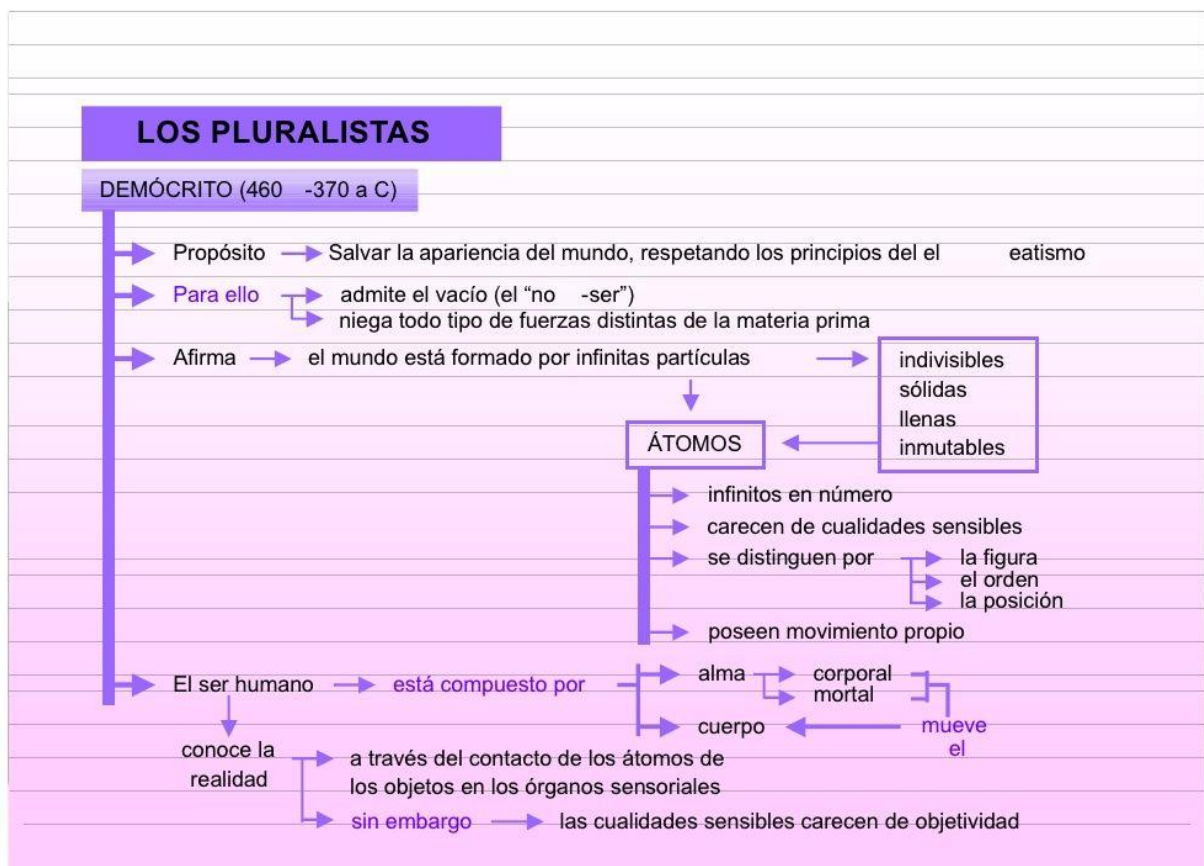 LOS PLURALISTAS
DEMÓCRITO (460 -370 a C)
Propósito Salvar la apariencia del mundo, respetando los principios del el eatismo
Para ello admite el vacío (el “no -ser”)
niega todo tipo de fuerzas distintas de la materia prima
Afirma el mundo está formado por infinitas partículas
indivisibles
sólidas
llenas
inmutables
ÁTOMOS
infinitos en número
carecen de cualidades sensibles
se distinguen por la figura
el orden
la posición
poseen movimiento propio
El ser humano está compuesto por
alma corporal
mortal
cuerpo mueve
el
conoce la
realidad
a través del contacto de los átomos de
los objetos en los órganos sensoriales
sin embargo las cualidades sensibles carecen de objetividad